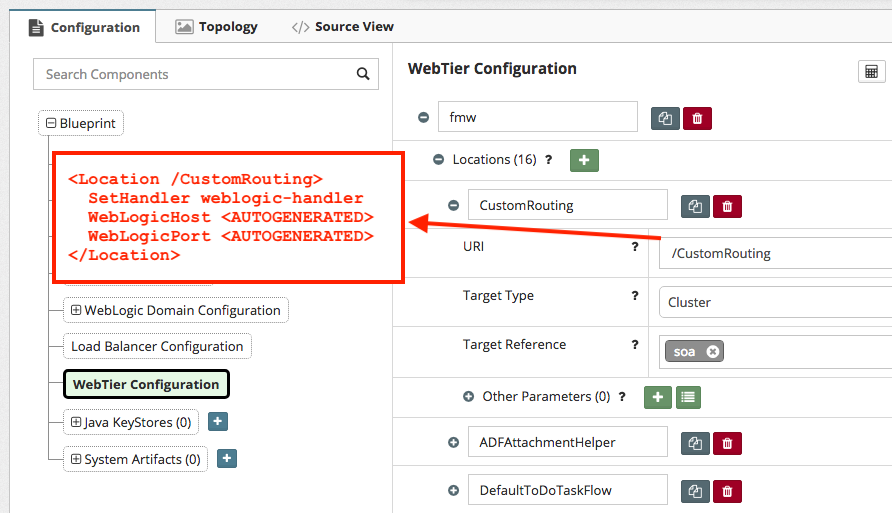 Configuration
Topology
</> Source View
Search Components
Blueprint
<Location /CustomRouting>
SetHandler weblogic-handler
WebLogicHost <AUTOGENERATED>
WebLogicPort <AUTOGENERATED>
</Location>
WebLogic Domain Configuration
Load Balancer Configuration
WebTier Configuration
Java KeyStores (0)
System Artifacts (0)
WebTier Configuration
fmw
Locations (16) ?
CustomRouting
URI ?
/CustomRouting
Target Type ?
Cluster
Target Reference ?
soa
Other Parameters (0) ?
ADFAttachmentHelper
DefaultToDoTaskFlow